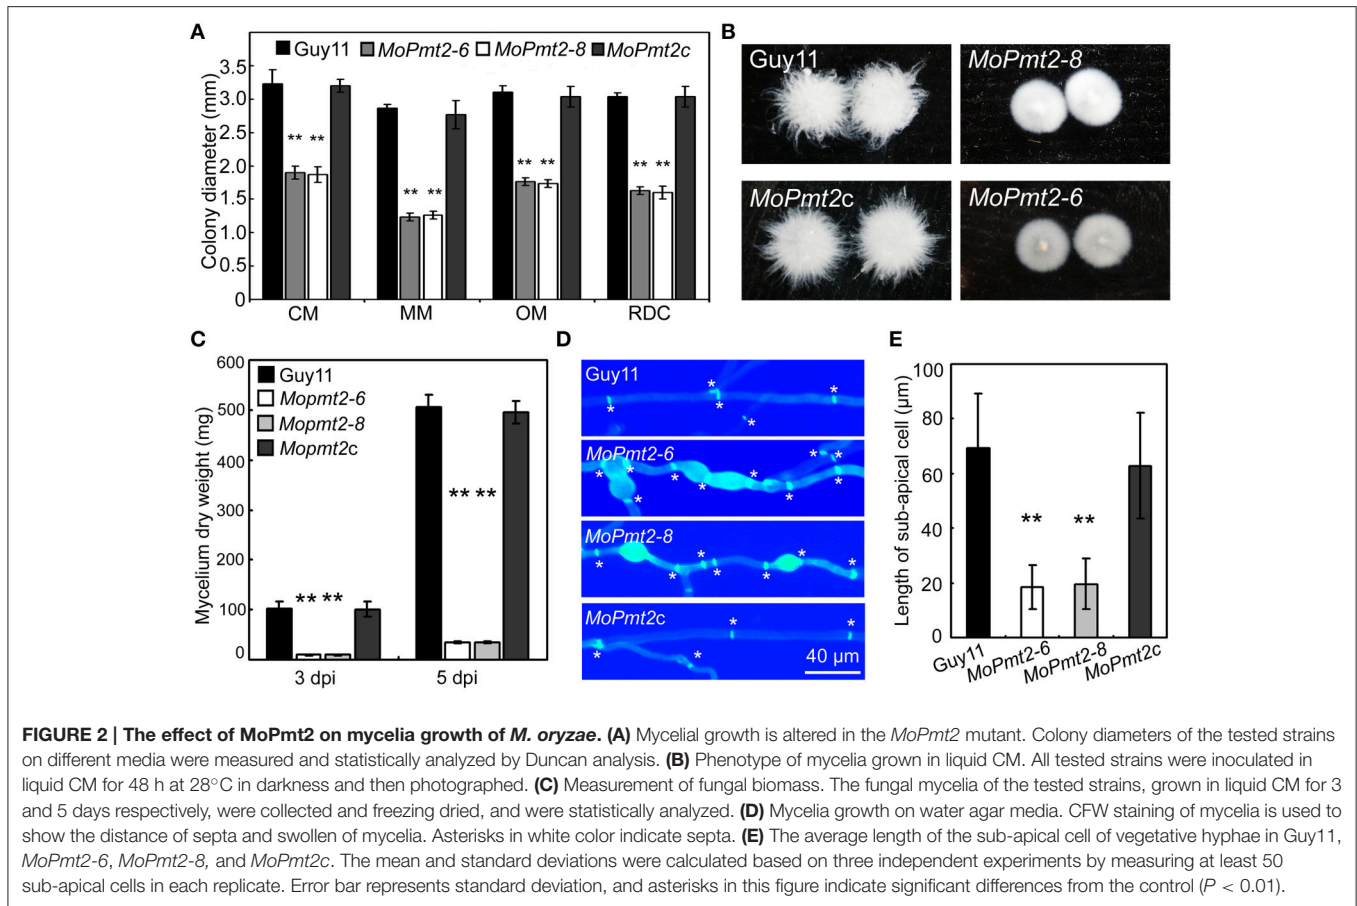 A
Guy11 MoPmt2-6 MoPmt2-8 MoPmt2c
Colony diameter (mm)
3.5
3.0
2.5
2.0
1.5
1.0
0.5
0
** **
** **
** **
** **
CM MM OM RDC
B
Guy11
MoPmt2-8
MoPmt2c
MoPmt2-6
C
Mycelium dry weight (mg)
600
500
400
300
200
100
0
Guy11
Mopmt2-6
Mopmt2-8
Mopmt2c
** **
** **
3 dpi 5 dpi
D
Guy11
* * * * *
MoPmt2-6
* * * * * * * * *
MoPmt2-8
* * * * * * *
MoPmt2c
* * * *
40 µm
E
Length of sub-apical cell (µm)
100
80
60
40
20
0
** **
Guy11 MoPmt2-6 MoPmt2-8 MoPmt2c
FIGURE 2 | The effect of MoPmt2 on mycelia growth of M. oryzae. (A) Mycelial growth is altered in the MoPmt2 mutant. Colony diameters of the tested strains
on different media were measured and statistically analyzed by Duncan analysis. (B) Phenotype of mycelia grown in liquid CM. All tested strains were inoculated in
liquid CM for 48 h at 28°C in darkness and then photographed. (C) Measurement of fungal biomass. The fungal mycelia of the tested strains, grown in liquid CM for 3
and 5 days respectively, were collected and freezing dried, and were statistically analyzed. (D) Mycelia growth on water agar media. CFW staining of mycelia is used to
show the distance of septa and swollen of mycelia. Asterisks in white color indicate septa. (E) The average length of the sub-apical cell of vegetative hyphae in Guy11,
MoPmt2-6, MoPmt2-8, and MoPmt2c. The mean and standard deviations were calculated based on three independent experiments by measuring at least 50
sub-apical cells in each replicate. Error bar represents standard deviation, and asterisks in this figure indicate significant differences from the control (P < 0.01).